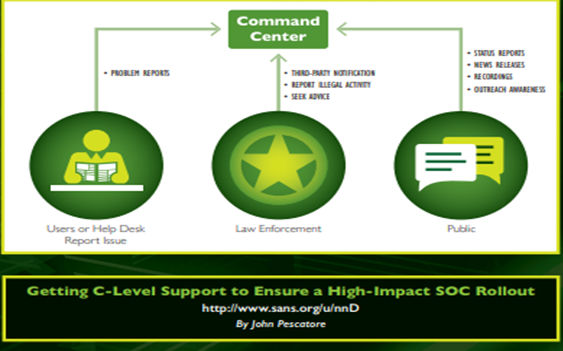 Command
Center
• PROBLEM REPORTS
• THIRD-PARTY NOTIFICATION
• REPORT ILLEGAL ACTIVITY
• SEEK ADVICE
• STATUS REPORTS
• NEWS RELEASES
• RECORDINGS
• OUTREACH AWARENESS
Users or Help Desk
Report Issue
Law Enforcement
Public
Getting C-Level Support to Ensure a High-Impact SOC Rollout
http://www.sans.org/u/nnD
By John Pescatore